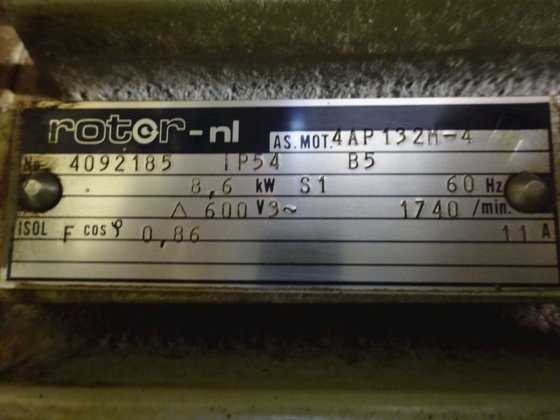 rotor-nl AS.MOT. 4AP132M-4
No 4092185 IP54 B5
8,6 kW S1 60 Hz
△ 600 V 3~ 1740 /min.
ISOL F cos φ 0,86 11 A